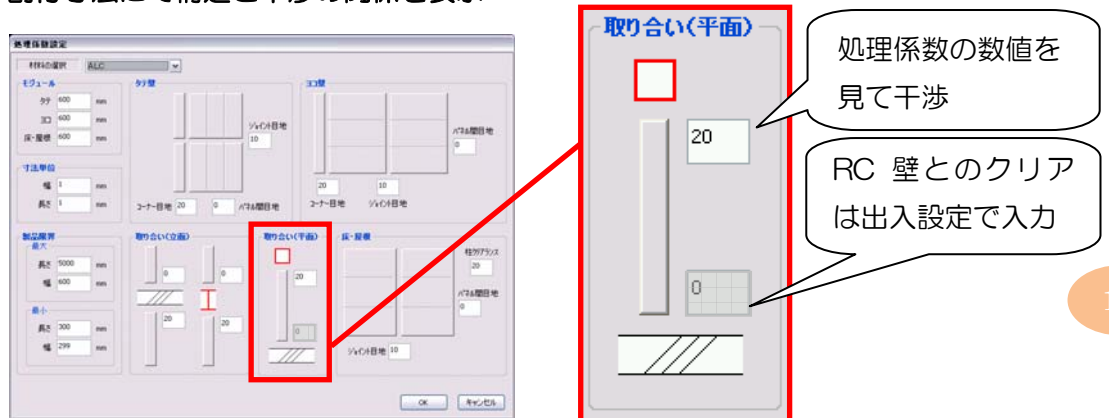 処理係数設定
材料の選択 ALC
モジュール
タテ 600 mm
ヨコ 600 mm
床・屋根 600 mm
寸法単位
幅 1 mm
長さ 1 mm
製品限界
最大
長さ 5000 mm
幅 600 mm
最小
長さ 300 mm
幅 299 mm
タテ壁
ジョイント目地
10
コーナー目地 20 0 パネル間目地
ヨコ壁
パネル間目地
0
20 10
コーナー目地 ジョイント目地
取り合い(立面)
0 0
20 20
取り合い(平面)
20
0
床・屋根
柱クリアランス
20
パネル間目地
0
ジョイント目地 10
OK キャンセル
取り合い(平面)
20
0
処理係数の数値を
見て干渉
RC 壁とのクリア
は出入設定で入力